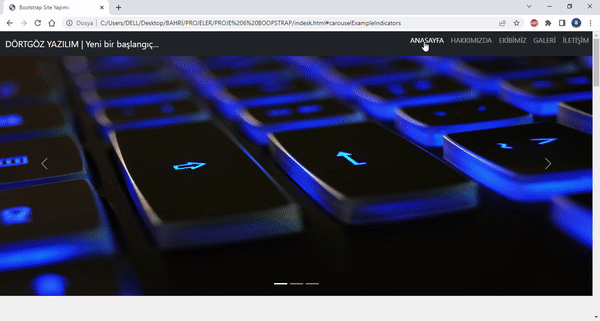 Bootstrap Site Yapımı
Dosya
C:/Users/DELL/Desktop/BAHRİ/PROJELER/PROJE%206%20BOOPSTRAP/indesk.html#carouselExampleIndicators
DÖRTGÖZ YAZILIM | Yeni bir başlangıç...
ANASAYFA HAKKIMIZDA EKİBİMİZ GALERİ İLETİŞİM